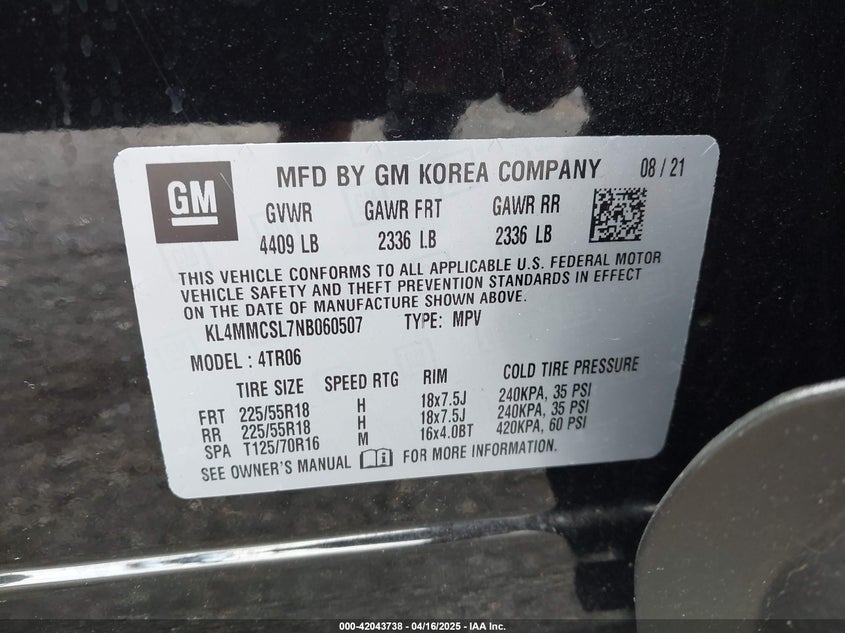 GM
MFD BY GM KOREA COMPANY 08 / 21
GVWR GAWR FRT GAWR RR
4409 LB 2336 LB 2336 LB
THIS VEHICLE CONFORMS TO ALL APPLICABLE U.S. FEDERAL MOTOR
VEHICLE SAFETY AND THEFT PREVENTION STANDARDS IN EFFECT
ON THE DATE OF MANUFACTURE SHOWN ABOVE.
KL4MMCSL7NB060507 TYPE: MPV
MODEL : 4TR06
TIRE SIZE SPEED RTG RIM COLD TIRE PRESSURE
FRT 225/55R18 H 18x7.5J 240KPA, 35 PSI
RR 225/55R18 H 18x7.5J 240KPA, 35 PSI
SPA T125/70R16 M 16x4.0BT 420KPA, 60 PSI
SEE OWNER'S MANUAL FOR MORE INFORMATION.
000-42043738 - 04/16/2025 - IAA Inc.